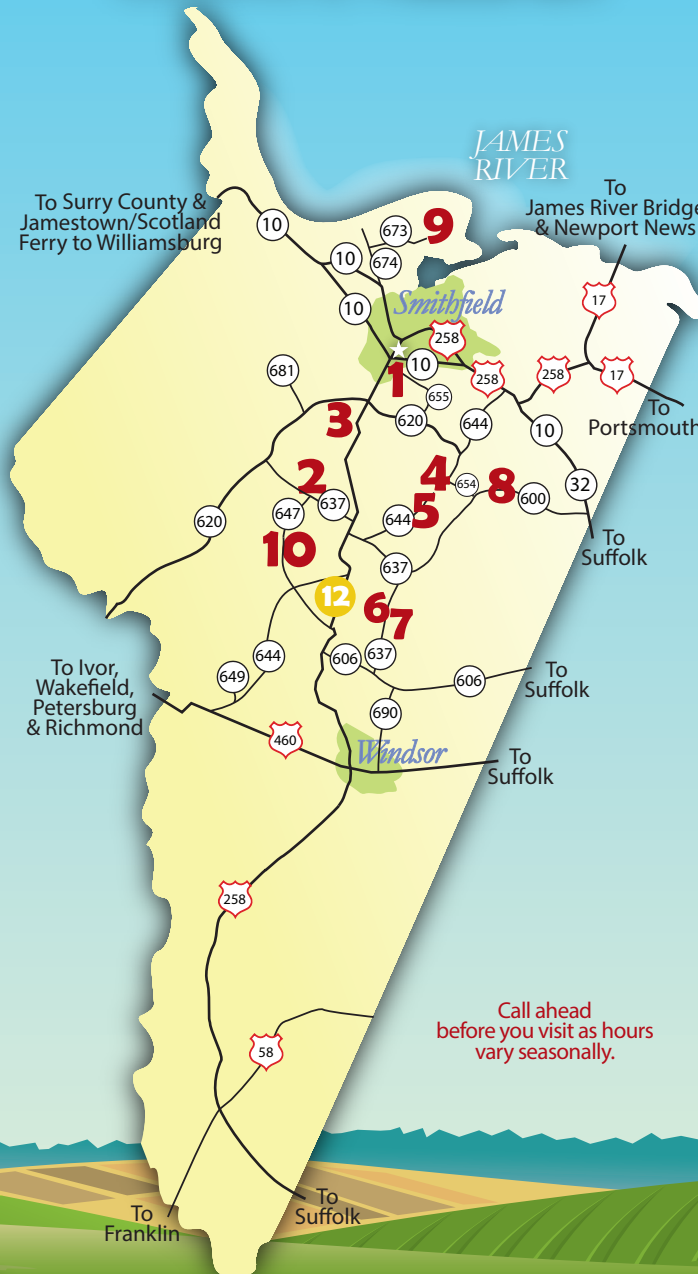 JAMES
RIVER
To Surry County &
Jamestown/Scotland
Ferry to Williamsburg
To
James River Bridge
& Newport News
10
673
9
10
674
10
Smithfield
17
258
1
10
258
258
17
681
655
To
Portsmouth
3
620
644
10
2
4
654
8
600
32
647
637
5
644
620
10
637
To
Suffolk
12
6
7
644
606
637
649
606
To
Suffolk
To Ivor,
Wakefield,
Petersburg
& Richmond
690
460
Windsor
To
Suffolk
258
Call ahead
before you visit as hours
vary seasonally.
58
To
Franklin
To
Suffolk